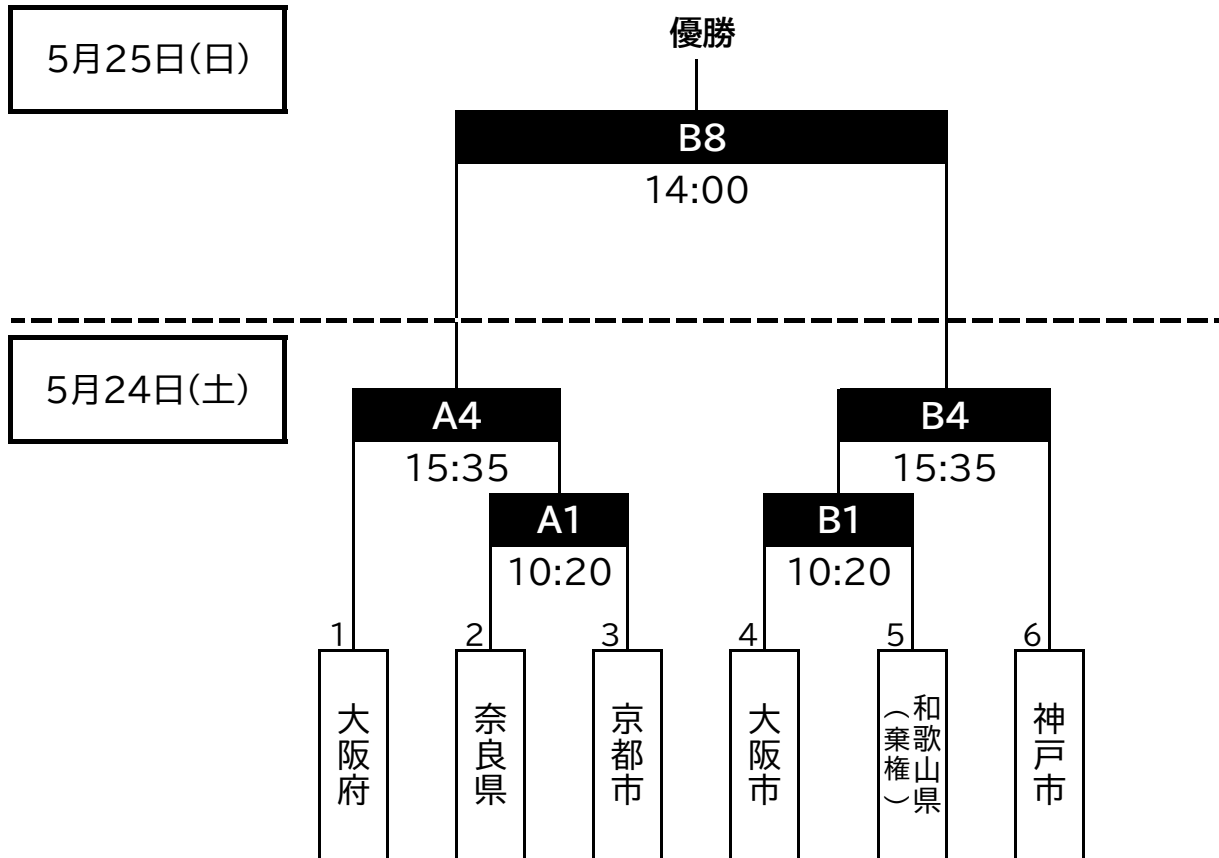 5月25日(日)
優勝
B8
14:00
5月24日(土)
A4
B4
15:35
15:35
A1
B1
10:20
10:20
1
2
3
4
5
6
大阪府
奈良県
京都市
大阪市
和歌山県
(棄権)
神戸市